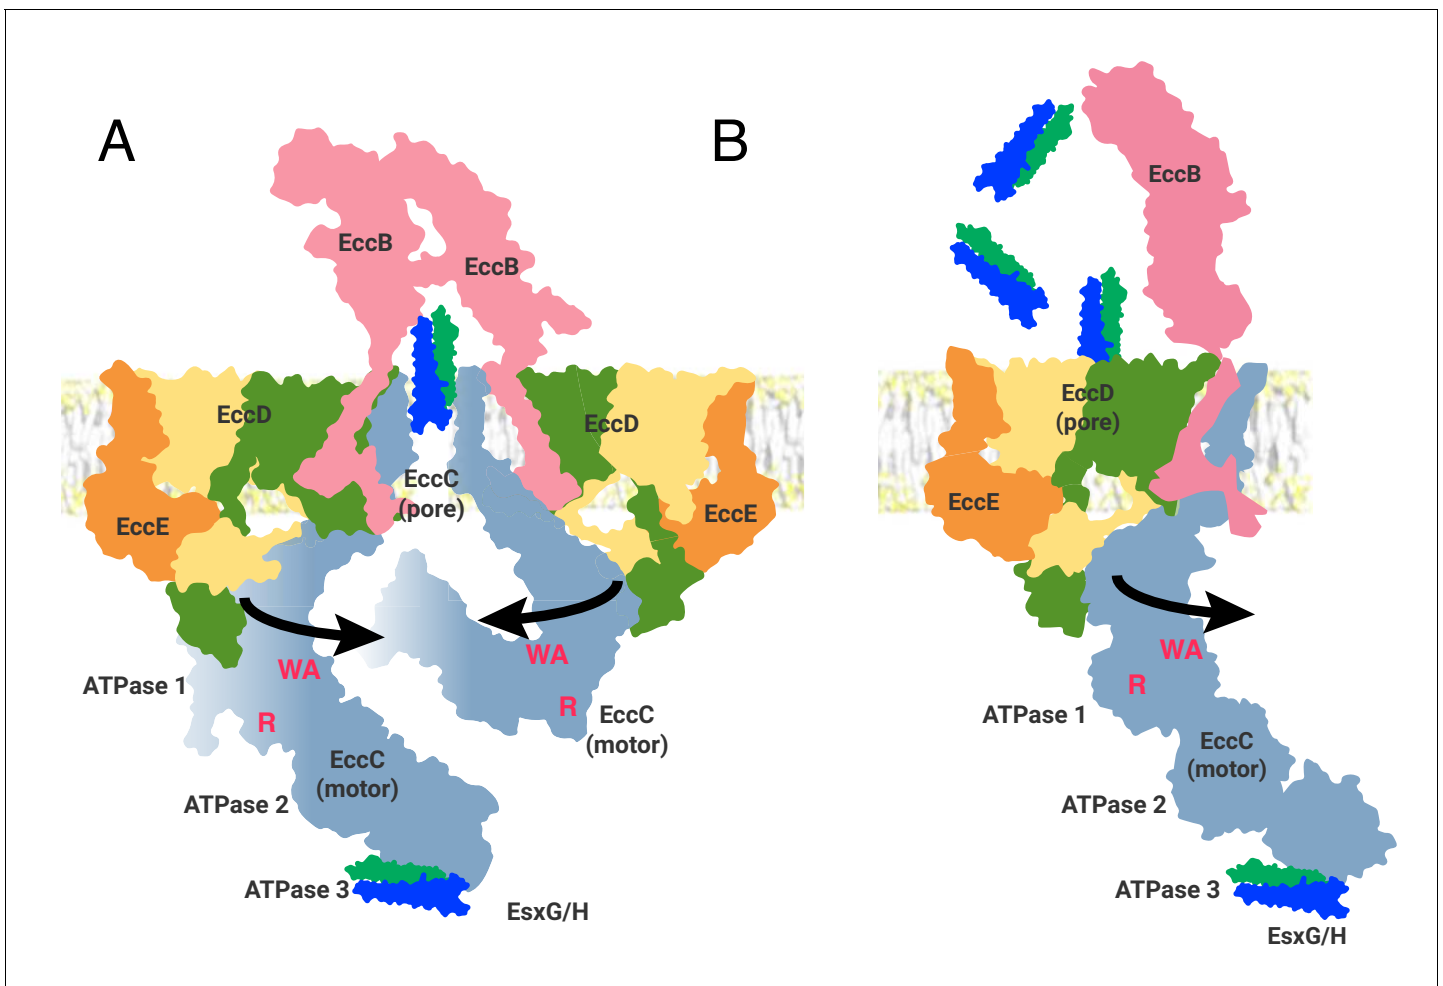 A
EccB
EccB
EccD
EccD
EccC
(pore)
EccE
EccE
WA
WA
ATPase 1
R
R
EccC
(motor)
EccC
(motor)
ATPase 2
ATPase 3
EsxG/H
B
EccB
EccD
(pore)
EccE
WA
R
ATPase 1
EccC
(motor)
ATPase 2
ATPase 3
EsxG/H